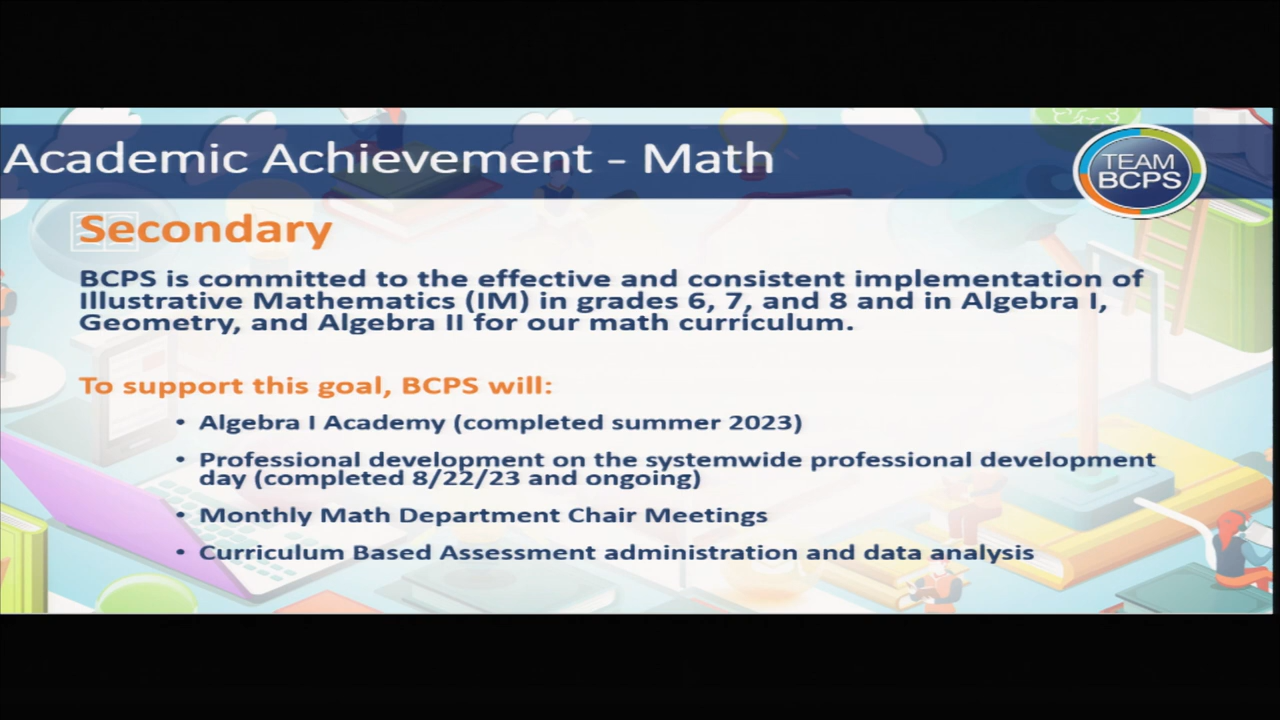 Academic Achievement - Math
TEAM
BCPS
Secondary
BCPS is committed to the effective and consistent implementation of
Illustrative Mathematics (IM) in grades 6, 7, and 8 and in Algebra I,
Geometry, and Algebra II for our math curriculum.
To support this goal, BCPS will:
• Algebra I Academy (completed summer 2023)
• Professional development on the systwemwide professional development
day (completed 8/22/23 and ongoing)
• Monthly Math Department Chair Meetings
• Curriculum Based Assessment administration and data analysis